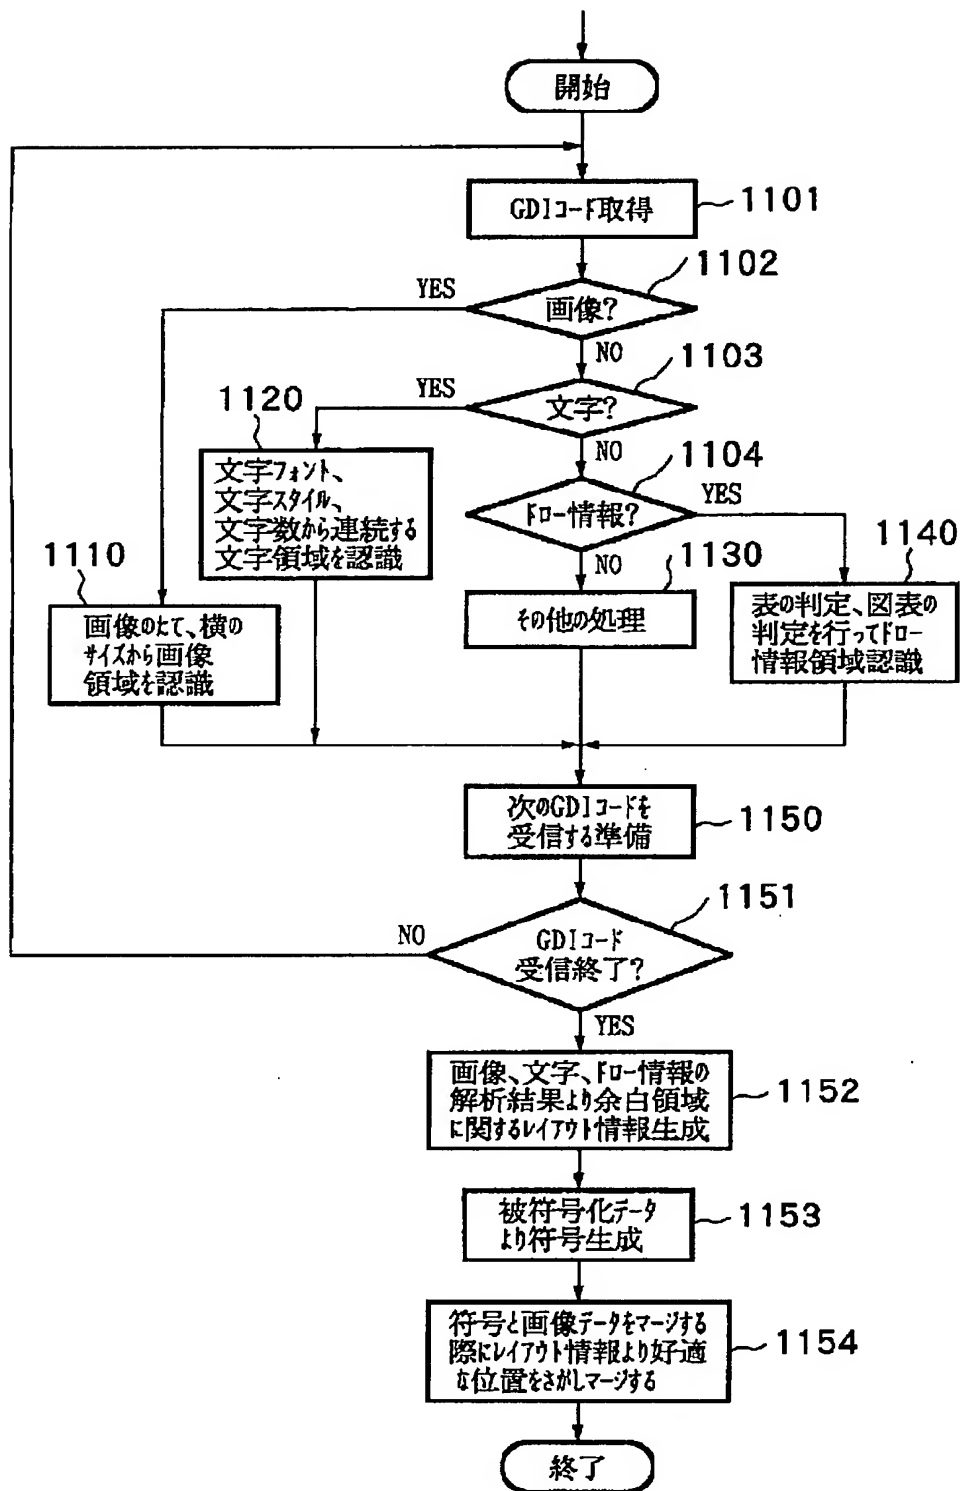 開始
GDIコード取得
1101
1102
YES
画像?
NO
1103
YES
1120
文字?
NO
1104
文字フォント、
文字スタイル、
文字数から連続する
文字領域を認識
YES
ドロー情報?
NO
1130
1140
1110
その他の処理
表の判定、図表の
判定を行ってドロー
情報領域認識
画像のたて、横の
サイズから画像
領域を認識
次のGDIコードを
受信する準備
1150
1151
NO
GDIコード
受信終了?
YES
画像、文字、ドロー情報の
解析結果より余白領域
に関するレイアウト情報生成
1152
被符号化データ
より符号生成
1153
符号と画像データをマージする
際にレイアウト情報より好適
な位置をさがしマージする
1154
終了